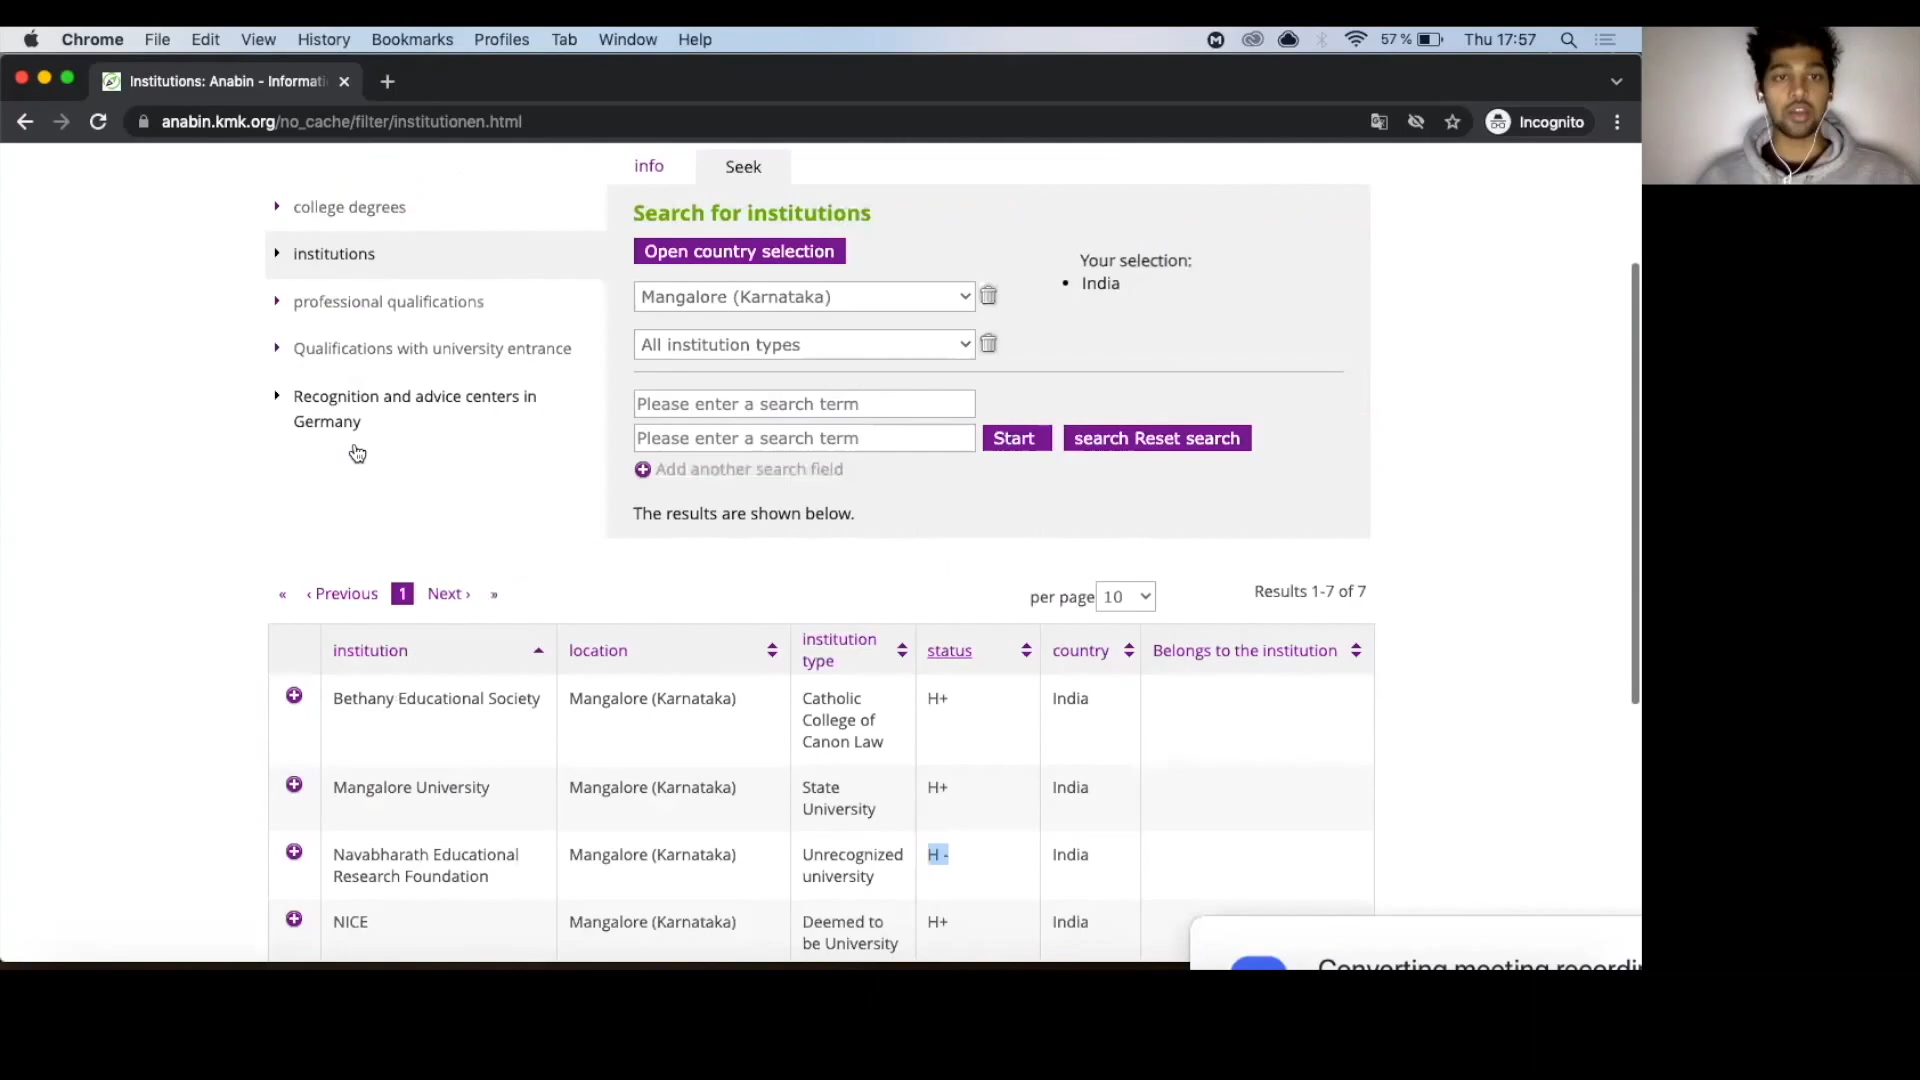 Chrome File Edit View History Bookmarks Profiles Tab Window Help 57 % Thu 17:57
Institutions: Anabin - Informati
anabin.kmk.org/no_cache/filter/institutionen.html Incognito
info Seek
college degrees
institutions
professional qualifications
Qualifications with university entrance
Recognition and advice centers in
Germany
Search for institutions
Open country selection
Your selection:
• India
Mangalore (Karnataka)
All institution types
Please enter a search term
Please enter a search term Start search Reset search
Add another search field
The results are shown below.
« ‹ Previous 1 Next › » per page 10 Results 1-7 of 7
institution location institution type status country Belongs to the institution
Bethany Educational Society Mangalore (Karnataka) Catholic College of Canon Law H+ India
Mangalore University Mangalore (Karnataka) State University H+ India
Navabharath Educational Research Foundation Mangalore (Karnataka) Unrecognized university H - India
NICE Mangalore (Karnataka) Deemed to be University H+ India
Converting meeting recordi